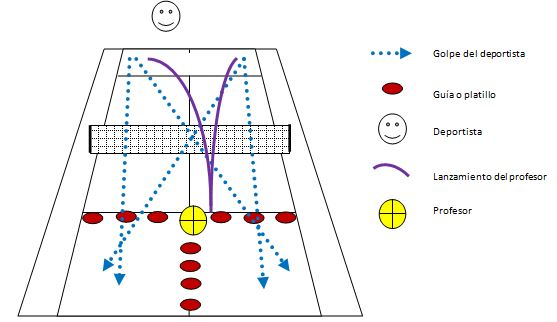 Golpe del deportista
Guía o platillo
Deportista
Lanzamiento del profesor
Profesor